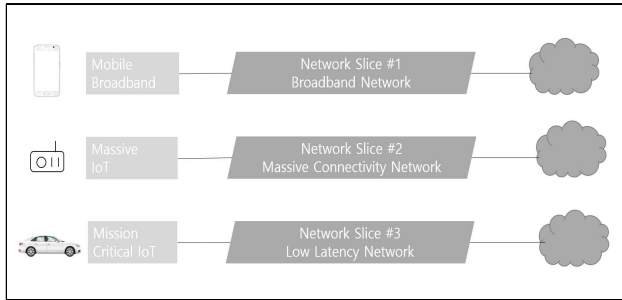 Mobile
Broadband
Network Slice #1
Broadband Network
Massive
IoT
Network Slice #2
Massive Connectivity Network
Mission
Critical IoT
Network Slice #3
Low Latency Network